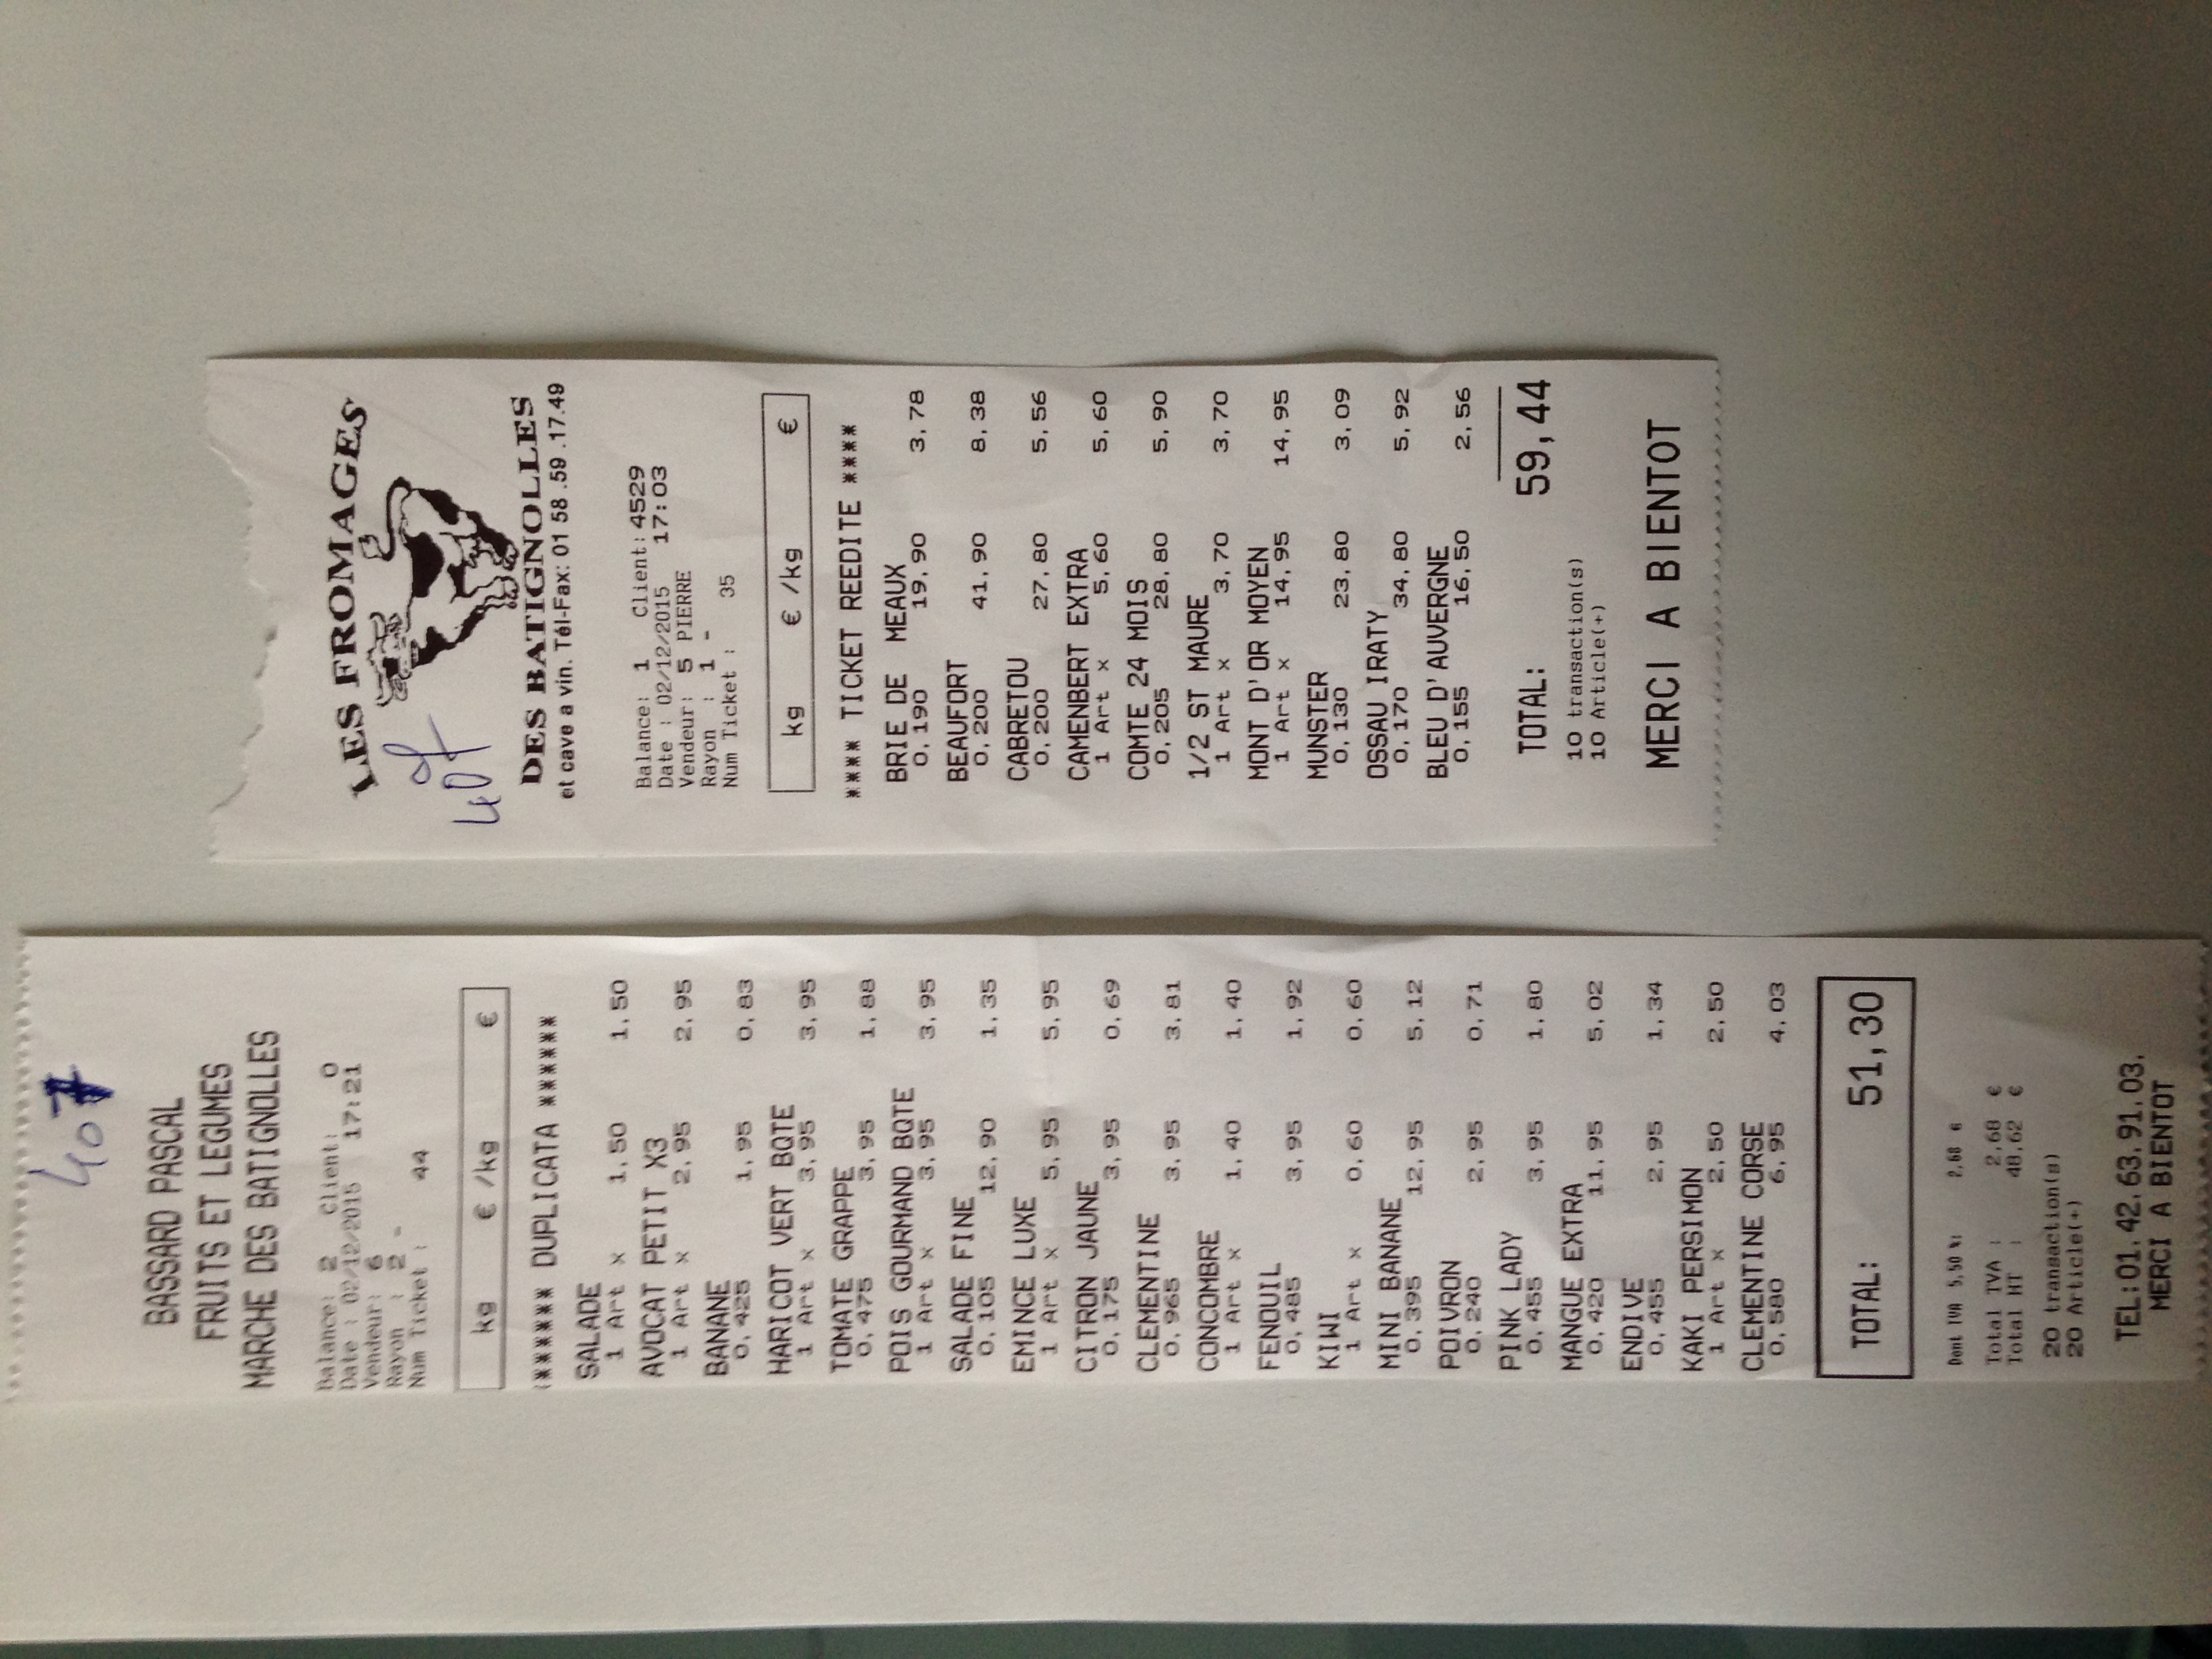 407
BASSARD PASCAL
FRUITS ET LEGUMES
MARCHE DES BATIGNOLLES
Balance: 2 Client: 0
Date : 02/12/2015 17:21
Vendeur: 6
Rayon : 2 -
Num Ticket : 44
kg € /kg €
****** DUPLICATA ******
SALADE
1 Art x 1,50 1,50
AVOCAT PETIT X3
1 Art x 2,95 2,95
BANANE
0,425 1,95 0,83
HARICOT VERT BQTE
1 Art x 3,95 3,95
TOMATE GRAPPE
0,475 3,95 1,88
POIS GOURMAND BQTE
1 Art x 3,95 3,95
SALADE FINE
0,105 12,90 1,35
EMINCE LUXE
1 Art x 5,95 5,95
CITRON JAUNE
0,175 3,95 0,69
CLEMENTINE
0,965 3,95 3,81
CONCOMBRE
1 Art x 1,40 1,40
FENOUIL
0,485 3,95 1,92
KIWI
1 Art x 0,60 0,60
MINI BANANE
0,395 12,95 5,12
POIVRON
0,240 2,95 0,71
PINK LADY
0,455 3,95 1,80
MANGUE EXTRA
0,420 11,95 5,02
ENDIVE
0,455 2,95 1,34
KAKI PERSIMON
1 Art x 2,50 2,50
CLEMENTINE CORSE
0,580 6,95 4,03
TOTAL: 51,30
Dont TVA 5,50 %: 2,68 €
Total TVA : 2,68 €
Total HT : 48,62 €
20 transaction(s)
20 Article(+)
TEL:01.42.63.91.03.
MERCI A BIENTOT
LES FROMAGES
407
DES BATIGNOLLES
et cave a vin. Tél-Fax: 01 58 .59 .17.49
Balance: 1 Client: 4529
Date : 02/12/2015 17:03
Vendeur: 5 PIERRE
Rayon : 1 -
Num Ticket : 35
kg € /kg €
**** TICKET REEDITE ****
BRIE DE MEAUX
0,190 19,90 3,78
BEAUFORT
0,200 41,90 8,38
CABRETOU
0,200 27,80 5,56
CAMENBERT EXTRA
1 Art x 5,60 5,60
COMTE 24 MOIS
0,205 28,80 5,90
1/2 ST MAURE
1 Art x 3,70 3,70
MONT D'OR MOYEN
1 Art x 14,95 14,95
MUNSTER
0,130 23,80 3,09
OSSAU IRATY
0,170 34,80 5,92
BLEU D'AUVERGNE
0,155 16,50 2,56
TOTAL: 59,44
10 transaction(s)
10 Article(+)
MERCI A BIENTOT